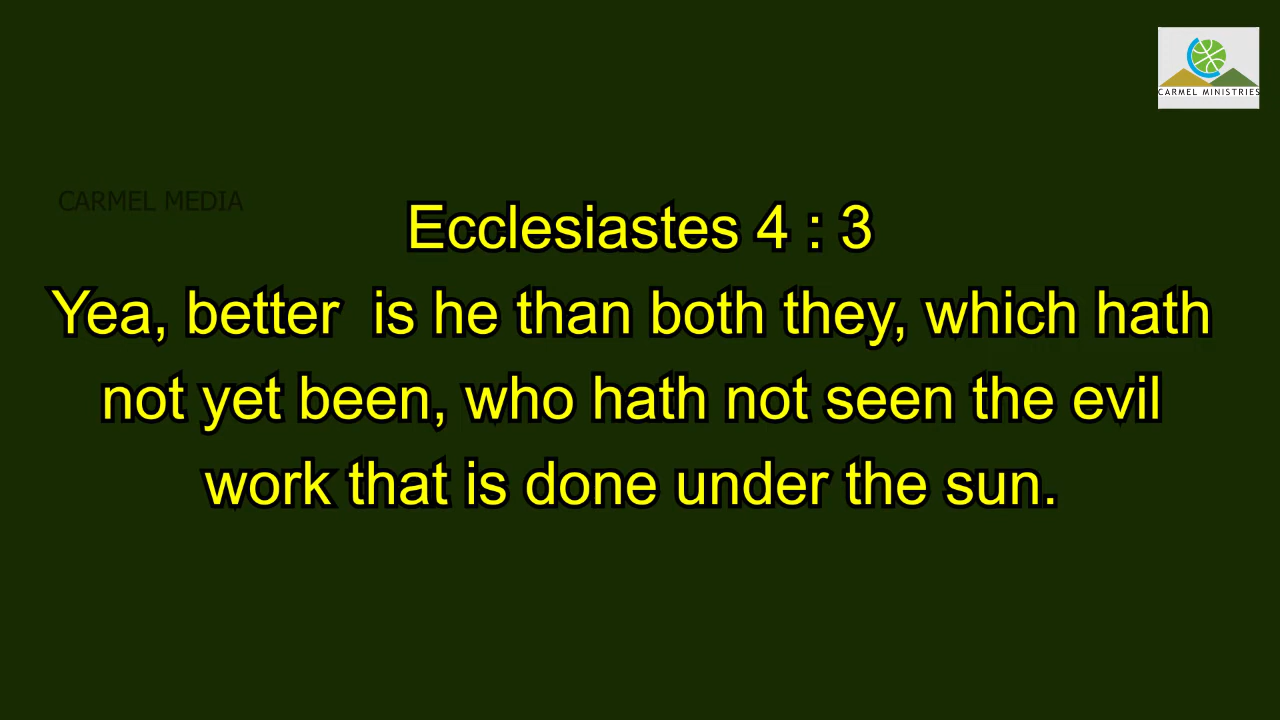 CARMEL MINISTRIES
CARMEL MEDIA
Ecclesiastes 4 : 3
Yea, better  is he than both they, which hath
not yet been, who hath not seen the evil
work that is done under the sun.